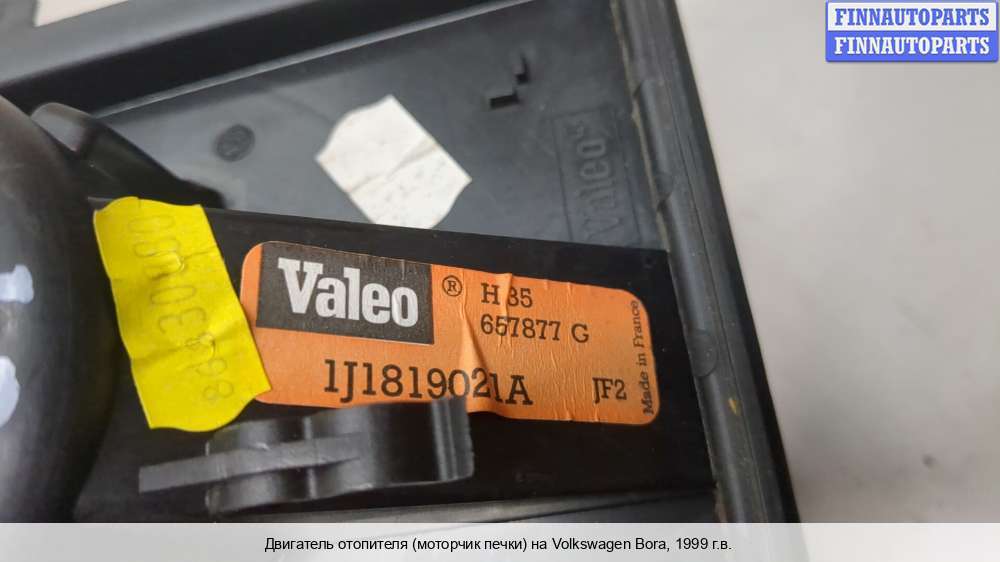 FINNAUTOPARTS
FINNAUTOPARTS
Valeo
Valeo
® H 35
657877 G
1J1819021A
JF2
Made in France
Двигатель отопителя (моторчик печки) на Volkswagen Bora, 1999 г.в.